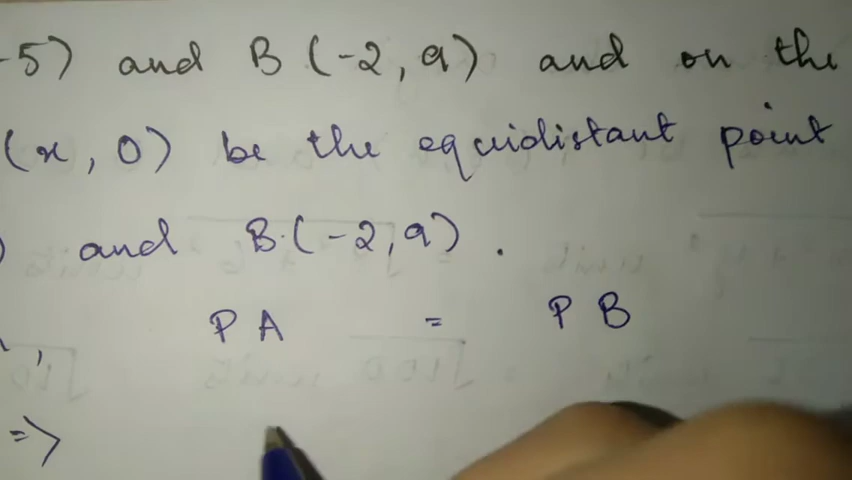 -5) and B (-2, 9) and on the
(x, 0) be the equidistant point
) and B (-2, 9).
, PA = PB
=>